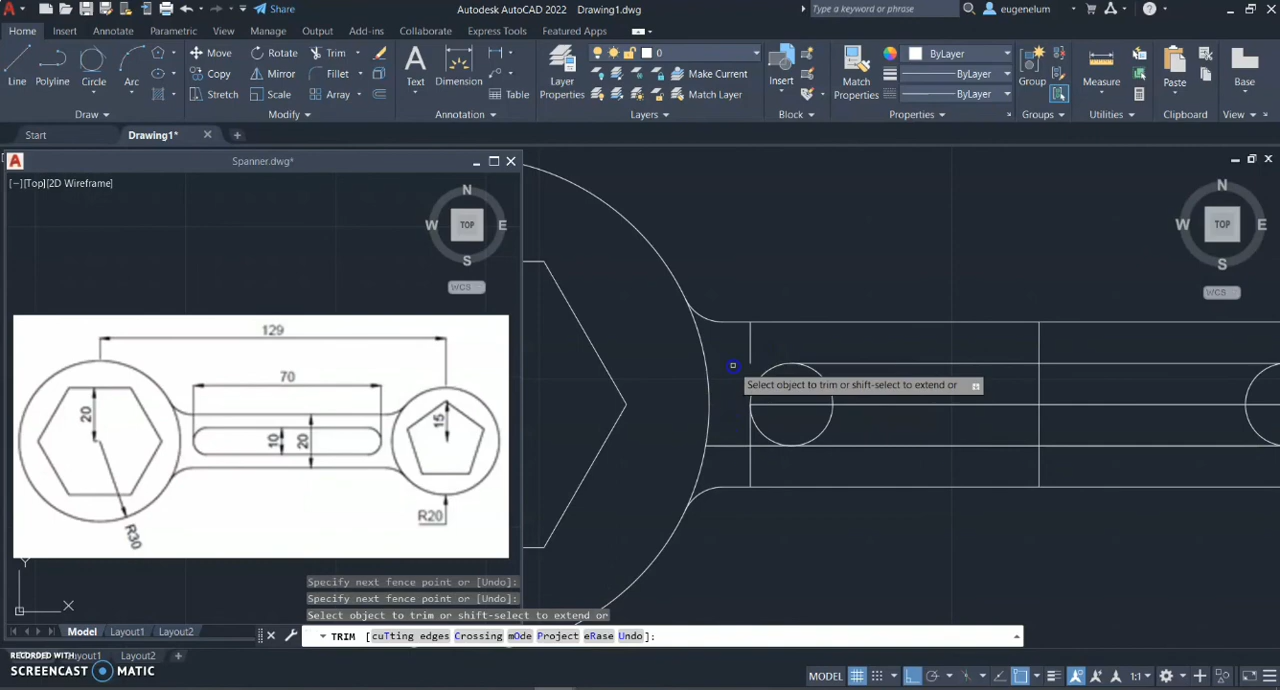 Share
Autodesk AutoCAD 2022 Drawing1.dwg
Type a keyword or phrase
eugenelum
Home Insert Annotate Parametric View Manage Output Add-ins Collaborate Express Tools Featured Apps
Line Polyline Circle Arc
Move Rotate Trim
Copy Mirror Fillet
Stretch Scale Array
Text Dimension Table
Layer Properties
0
Make Current
Match Layer
Insert
Match Properties
ByLayer
ByLayer
ByLayer
Group
Measure
Paste
Base
Draw Modify Annotation Layers Block Properties Groups Utilities Clipboard View
Start Drawing1*
Spanner.dwg*
[−][Top][2D Wireframe]
N
W TOP E
S
WCS
N
W TOP E
S
WCS
129
70
20
10
20
15
R30
R20
Select object to trim or shift-select to extend or
Y
X
Specify next fence point or [Undo]:
Specify next fence point or [Undo]:
Select object to trim or shift-select to extend or
Model Layout1 Layout2
TRIM [cuTting edges Crossing mOde Project eRase Undo]:
Layout2
RECORDED WITH
SCREENCAST MATIC
MODEL
1:1